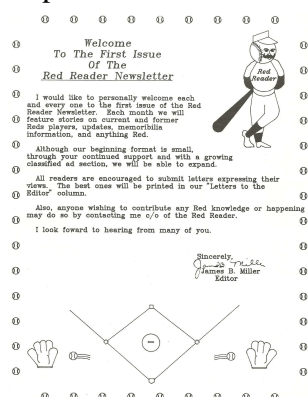 Welcome
To The First Issue
Of The
Red Reader Newsletter
Red
Reader
I would like to personally welcome each
and every one to the first issue of the Red
Reader Newsletter. Each month we will
feature stories on current and former
Reds players, updates, memoribilia
information, and anything Red.
Although our beginning format is small,
through your continued support and with a growing
classified ad section, we will be able to expand.
All readers are encouraged to submit letters expressing their
views. The best ones will be printed in our "Letters to the
Editor" column.
Also, anyone wishing to contribute any Red knowledge or happening
may do so by contacting me c/o of the Red Reader.
I look foward to hearing from many of you.
Sincerely,
James B. Miller
James B. Miller
Editor